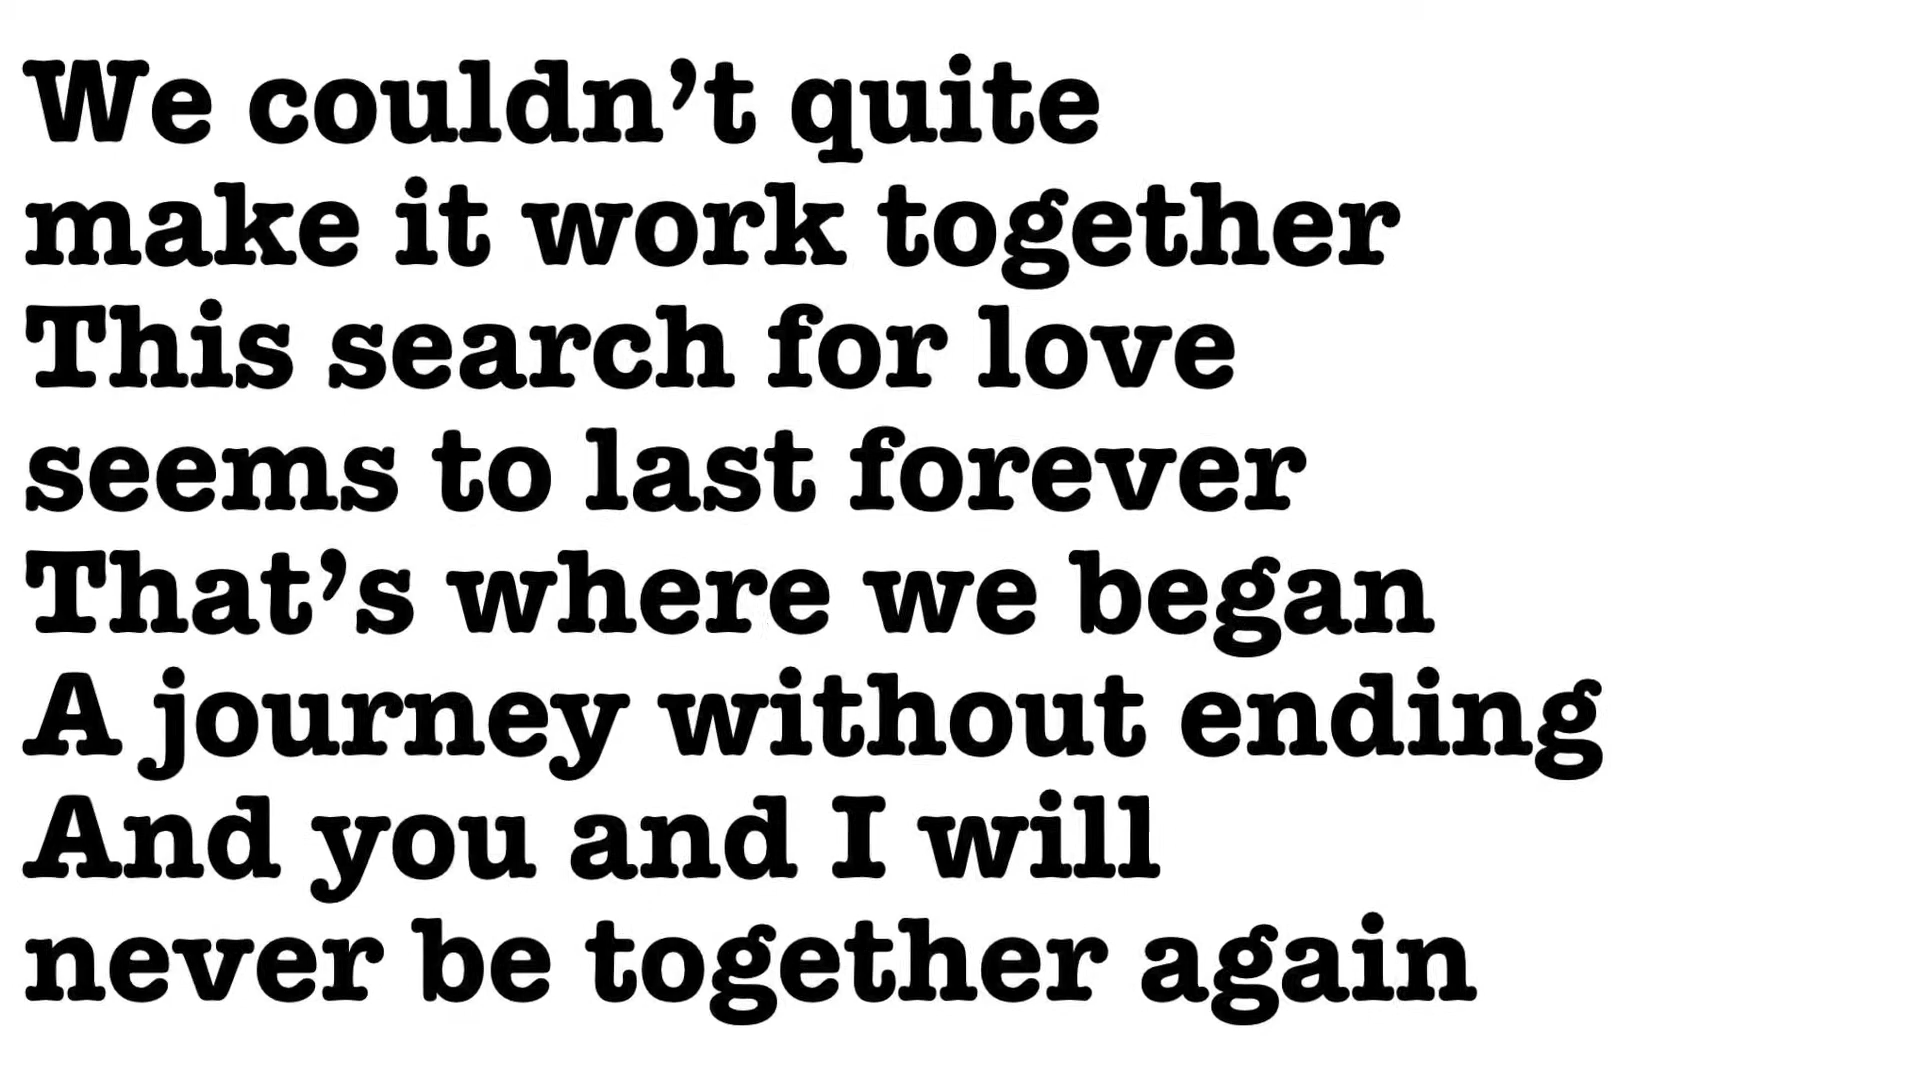 We couldn’t quite
make it work together
This search for love
seems to last forever
That’s where we began
A journey without ending
And you and I will
never be together again